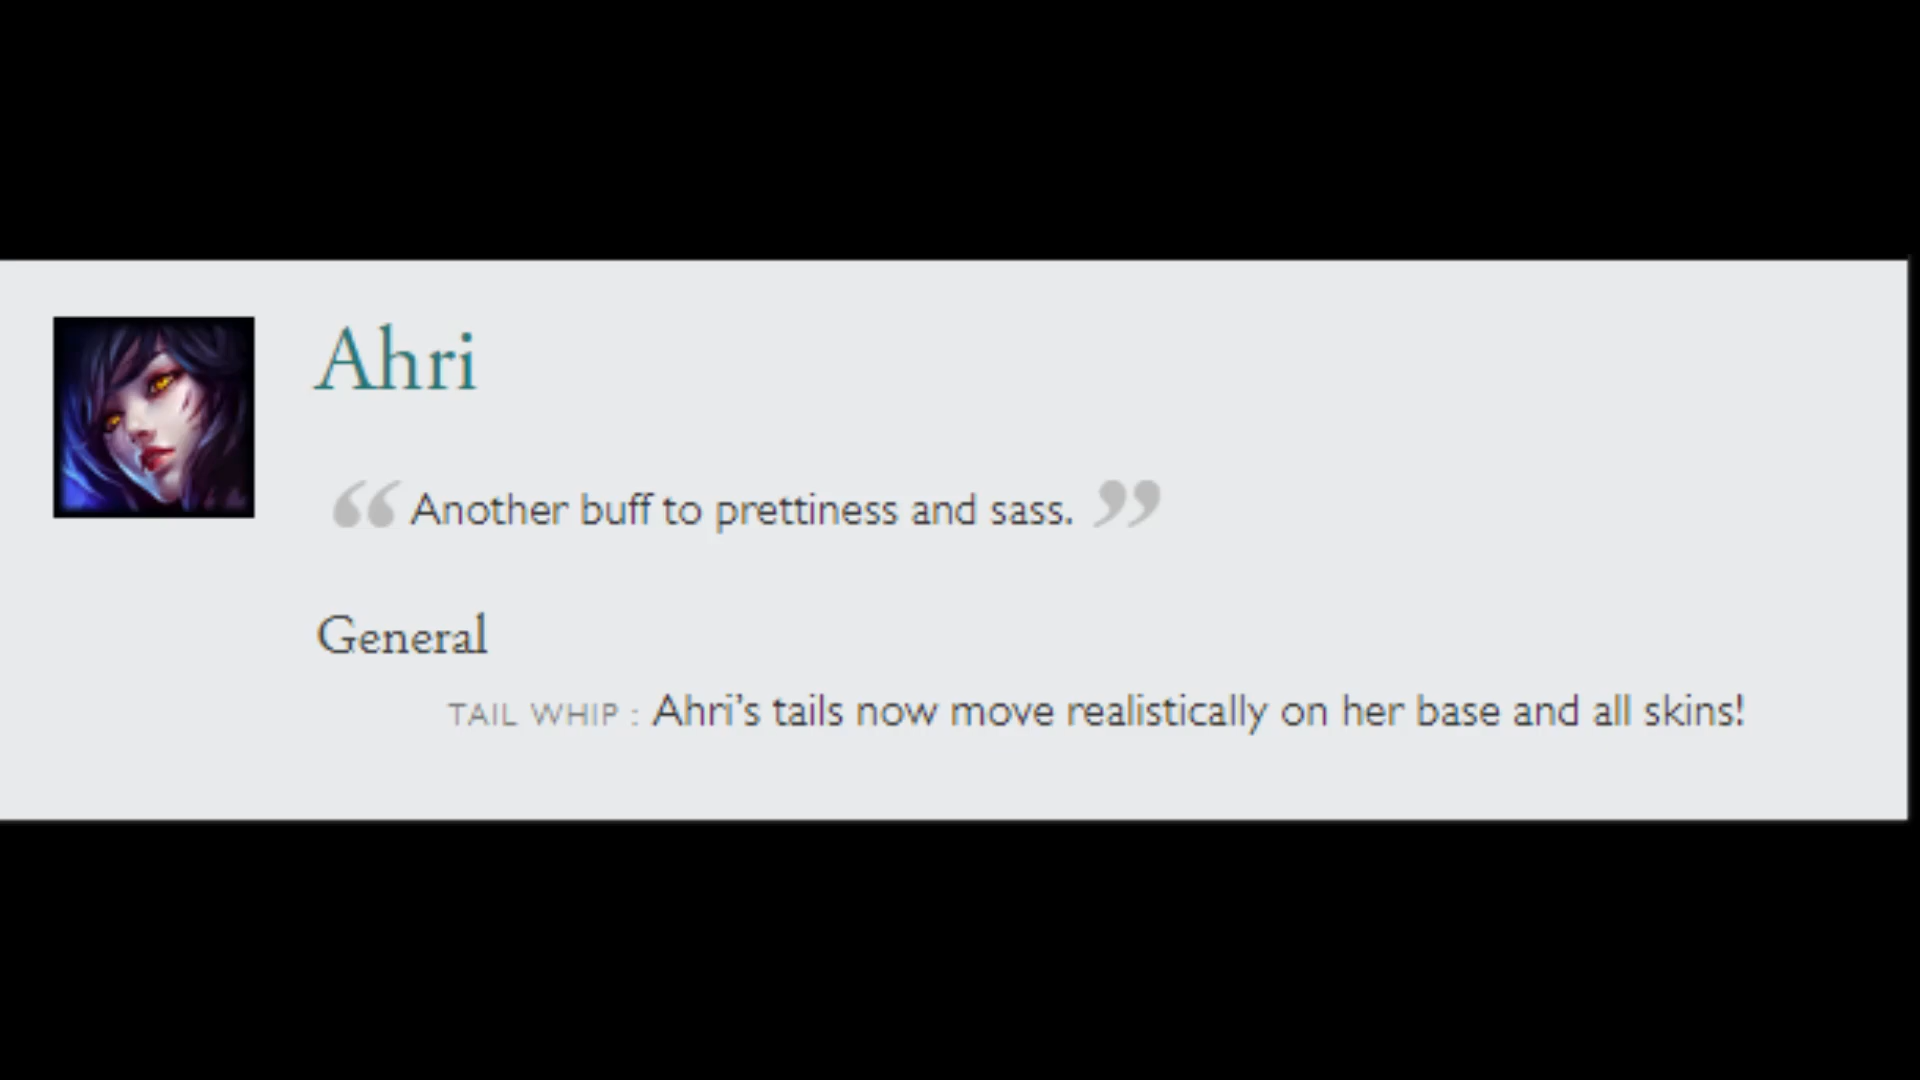 Ahri
“Another buff to prettiness and sass.”
General
TAIL WHIP : Ahri’s tails now move realistically on her base and all skins!